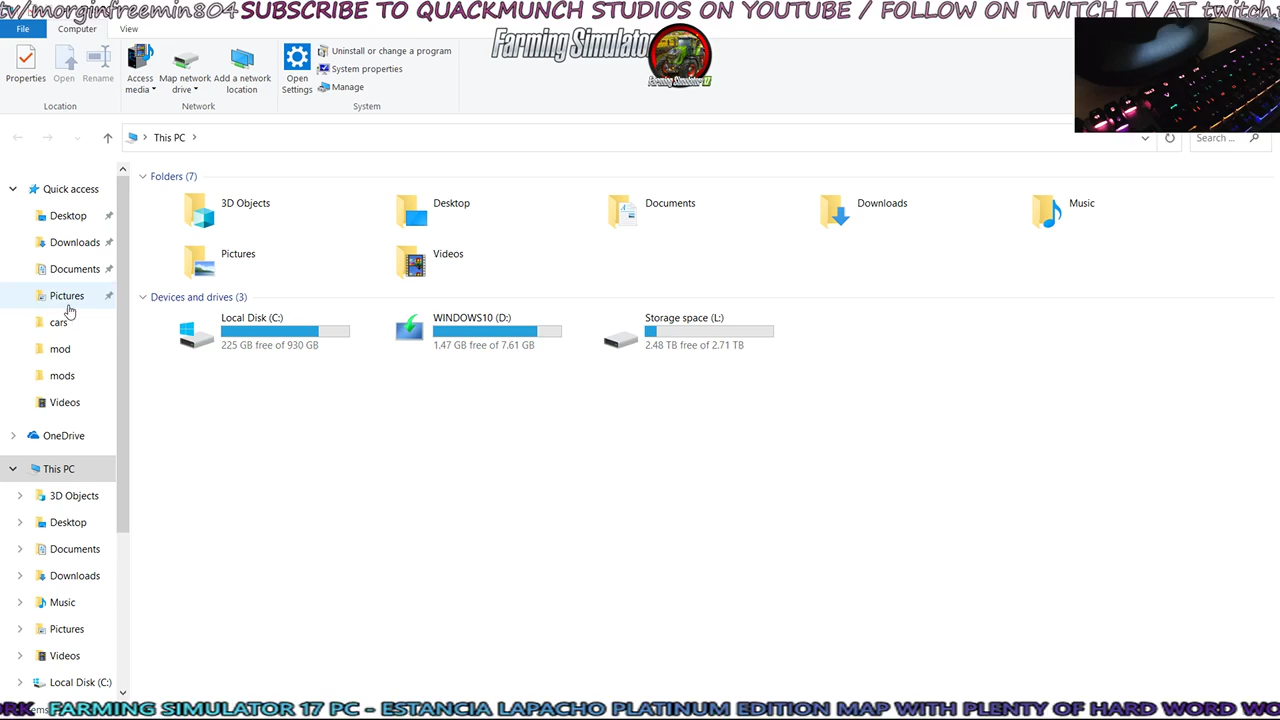 tv/morginfreemin804 SUBSCRIBE TO QUACKMUNCH STUDIOS ON YOUTUBE / FOLLOW ON TWITCH TV AT twitch.
File
Computer
View
Farming Simulator
Farming Simulator 17
Properties
Open
Rename
Access media
Map network drive
Add a network location
Open Settings
Uninstall or change a program
System properties
Manage
Location
Network
System
This PC
Search ...
Quick access
Desktop
Downloads
Documents
Pictures
cars
mod
mods
Videos
OneDrive
This PC
3D Objects
Desktop
Documents
Downloads
Music
Pictures
Videos
Local Disk (C:)
Folders (7)
3D Objects
Desktop
Documents
Downloads
Music
Pictures
Videos
Devices and drives (3)
Local Disk (C:)
225 GB free of 930 GB
WINDOWS10 (D:)
1.47 GB free of 7.61 GB
Storage space (L:)
2.48 TB free of 2.71 TB
FARMING SIMULATOR 17 PC - ESTANCIA LAPACHO PLATINUM EDITION MAP WITH PLENTY OF HARD WORD WO